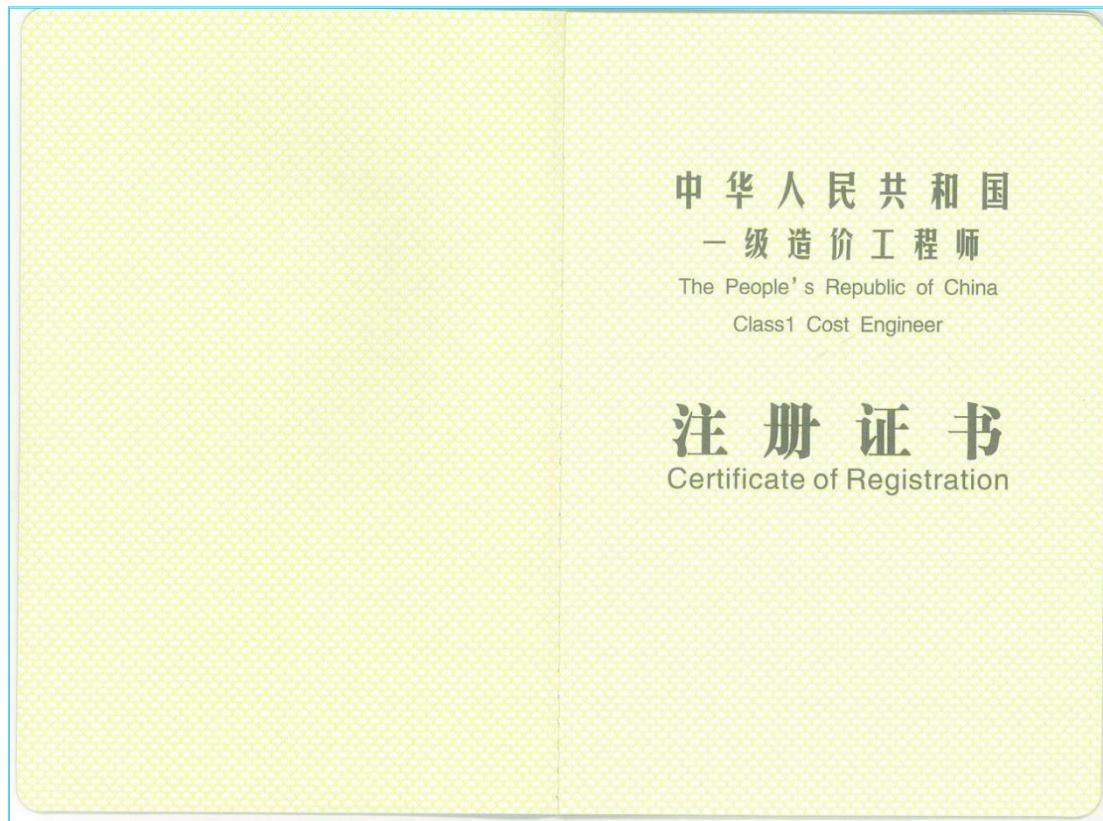 中华人民共和国
一级造价工程师
The People's Republic of China
Class1 Cost Engineer
注册证书
Certificate of Registration